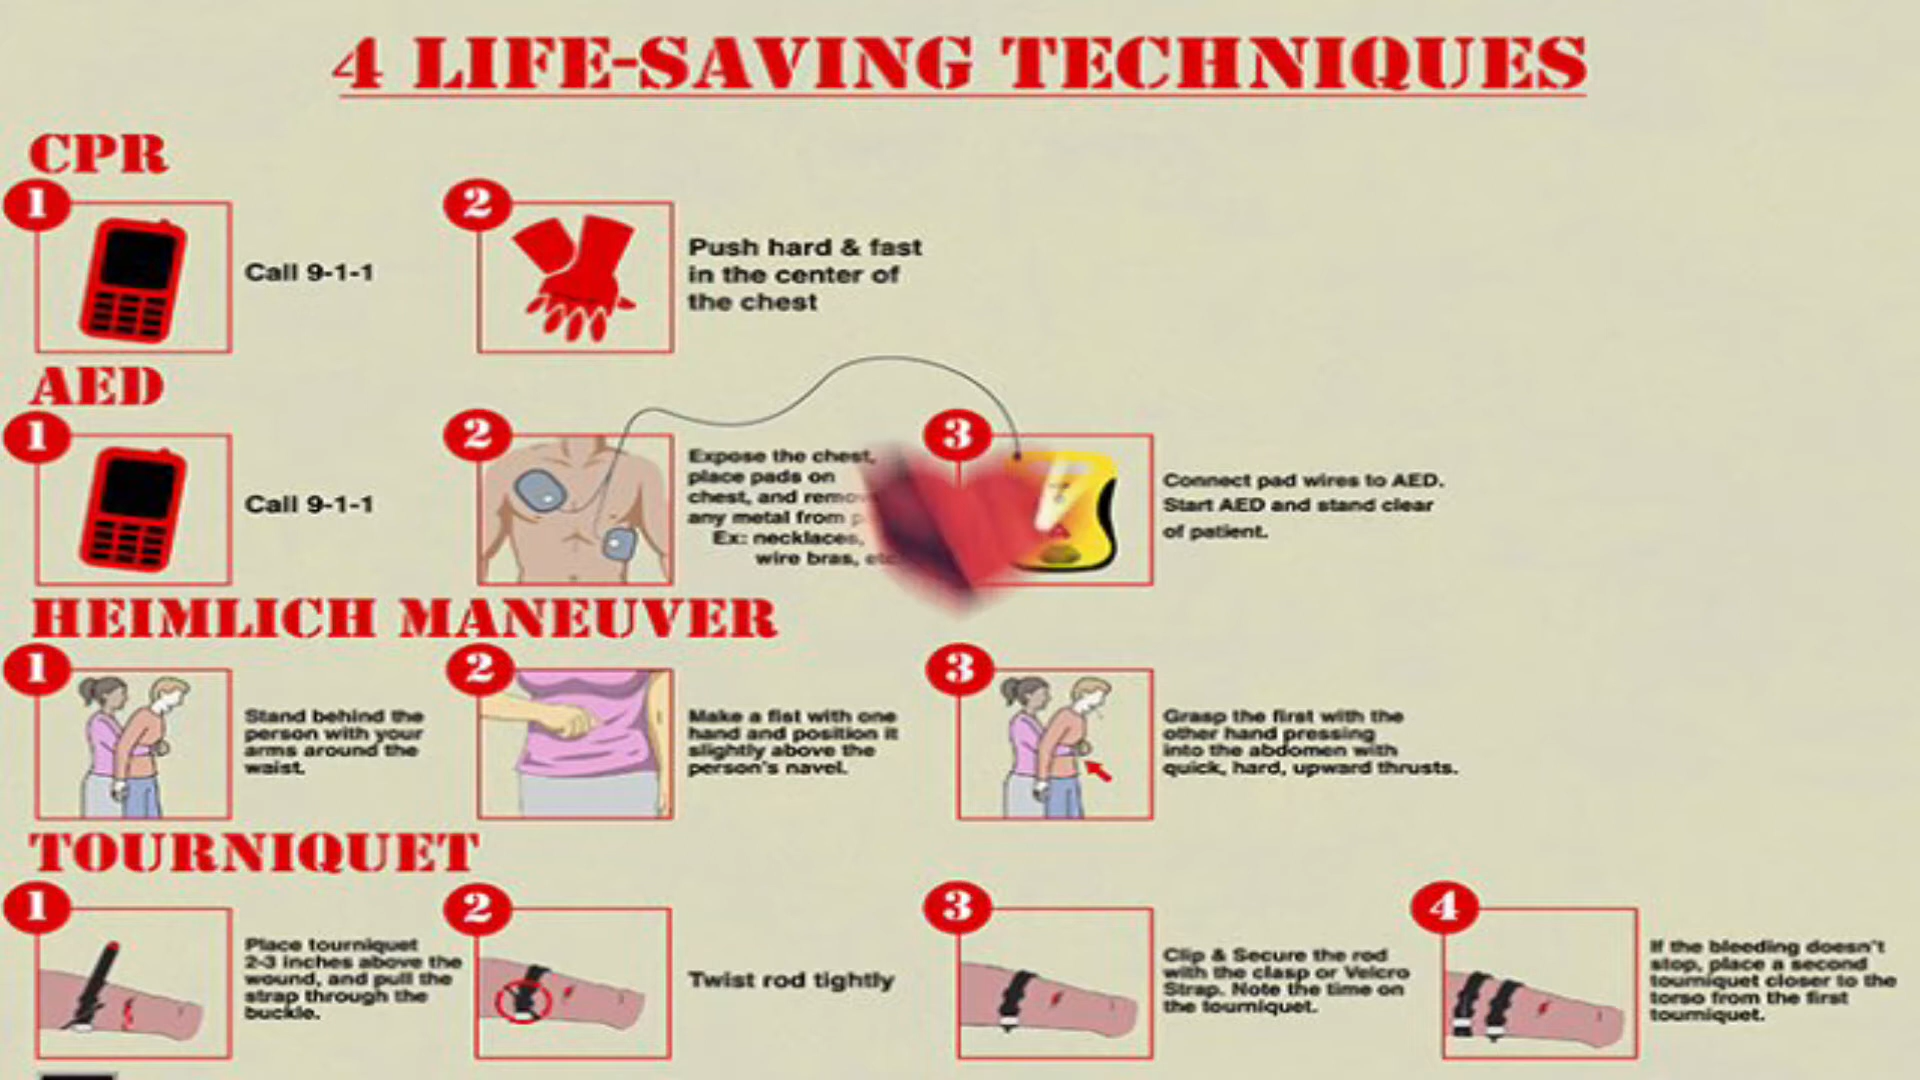 4 LIFE-SAVING TECHNIQUES
CPR
1
Call 9-1-1
2
Push hard & fast
in the center of
the chest
AED
1
Call 9-1-1
2
Expose the chest,
place pads on
chest, and
any metal from
Ex: necklaces,
wire bras, etc
3
Connect pad wires to AED.
Start AED and stand clear
of patient.
HEIMLICH MANEUVER
1
Stand behind the
person with your
arms around the
waist.
2
Make a fist with one
hand and position it
slightly above the
person's navel.
3
Grasp the first with the
other hand pressing
into the abdomen with
quick, hard, upward thrusts.
TOURNIQUET
1
Place tourniquet
2-3 inches above the
wound, and pull the
strap through the
buckle.
2
Twist rod tightly
3
Clip & Secure the rod
with the clasp or Velcro
Strap. Note the time on
the tourniquet.
4
If the bleeding doesn't
stop, place a second
tourniquet closer to the
torso from the first
tourniquet.